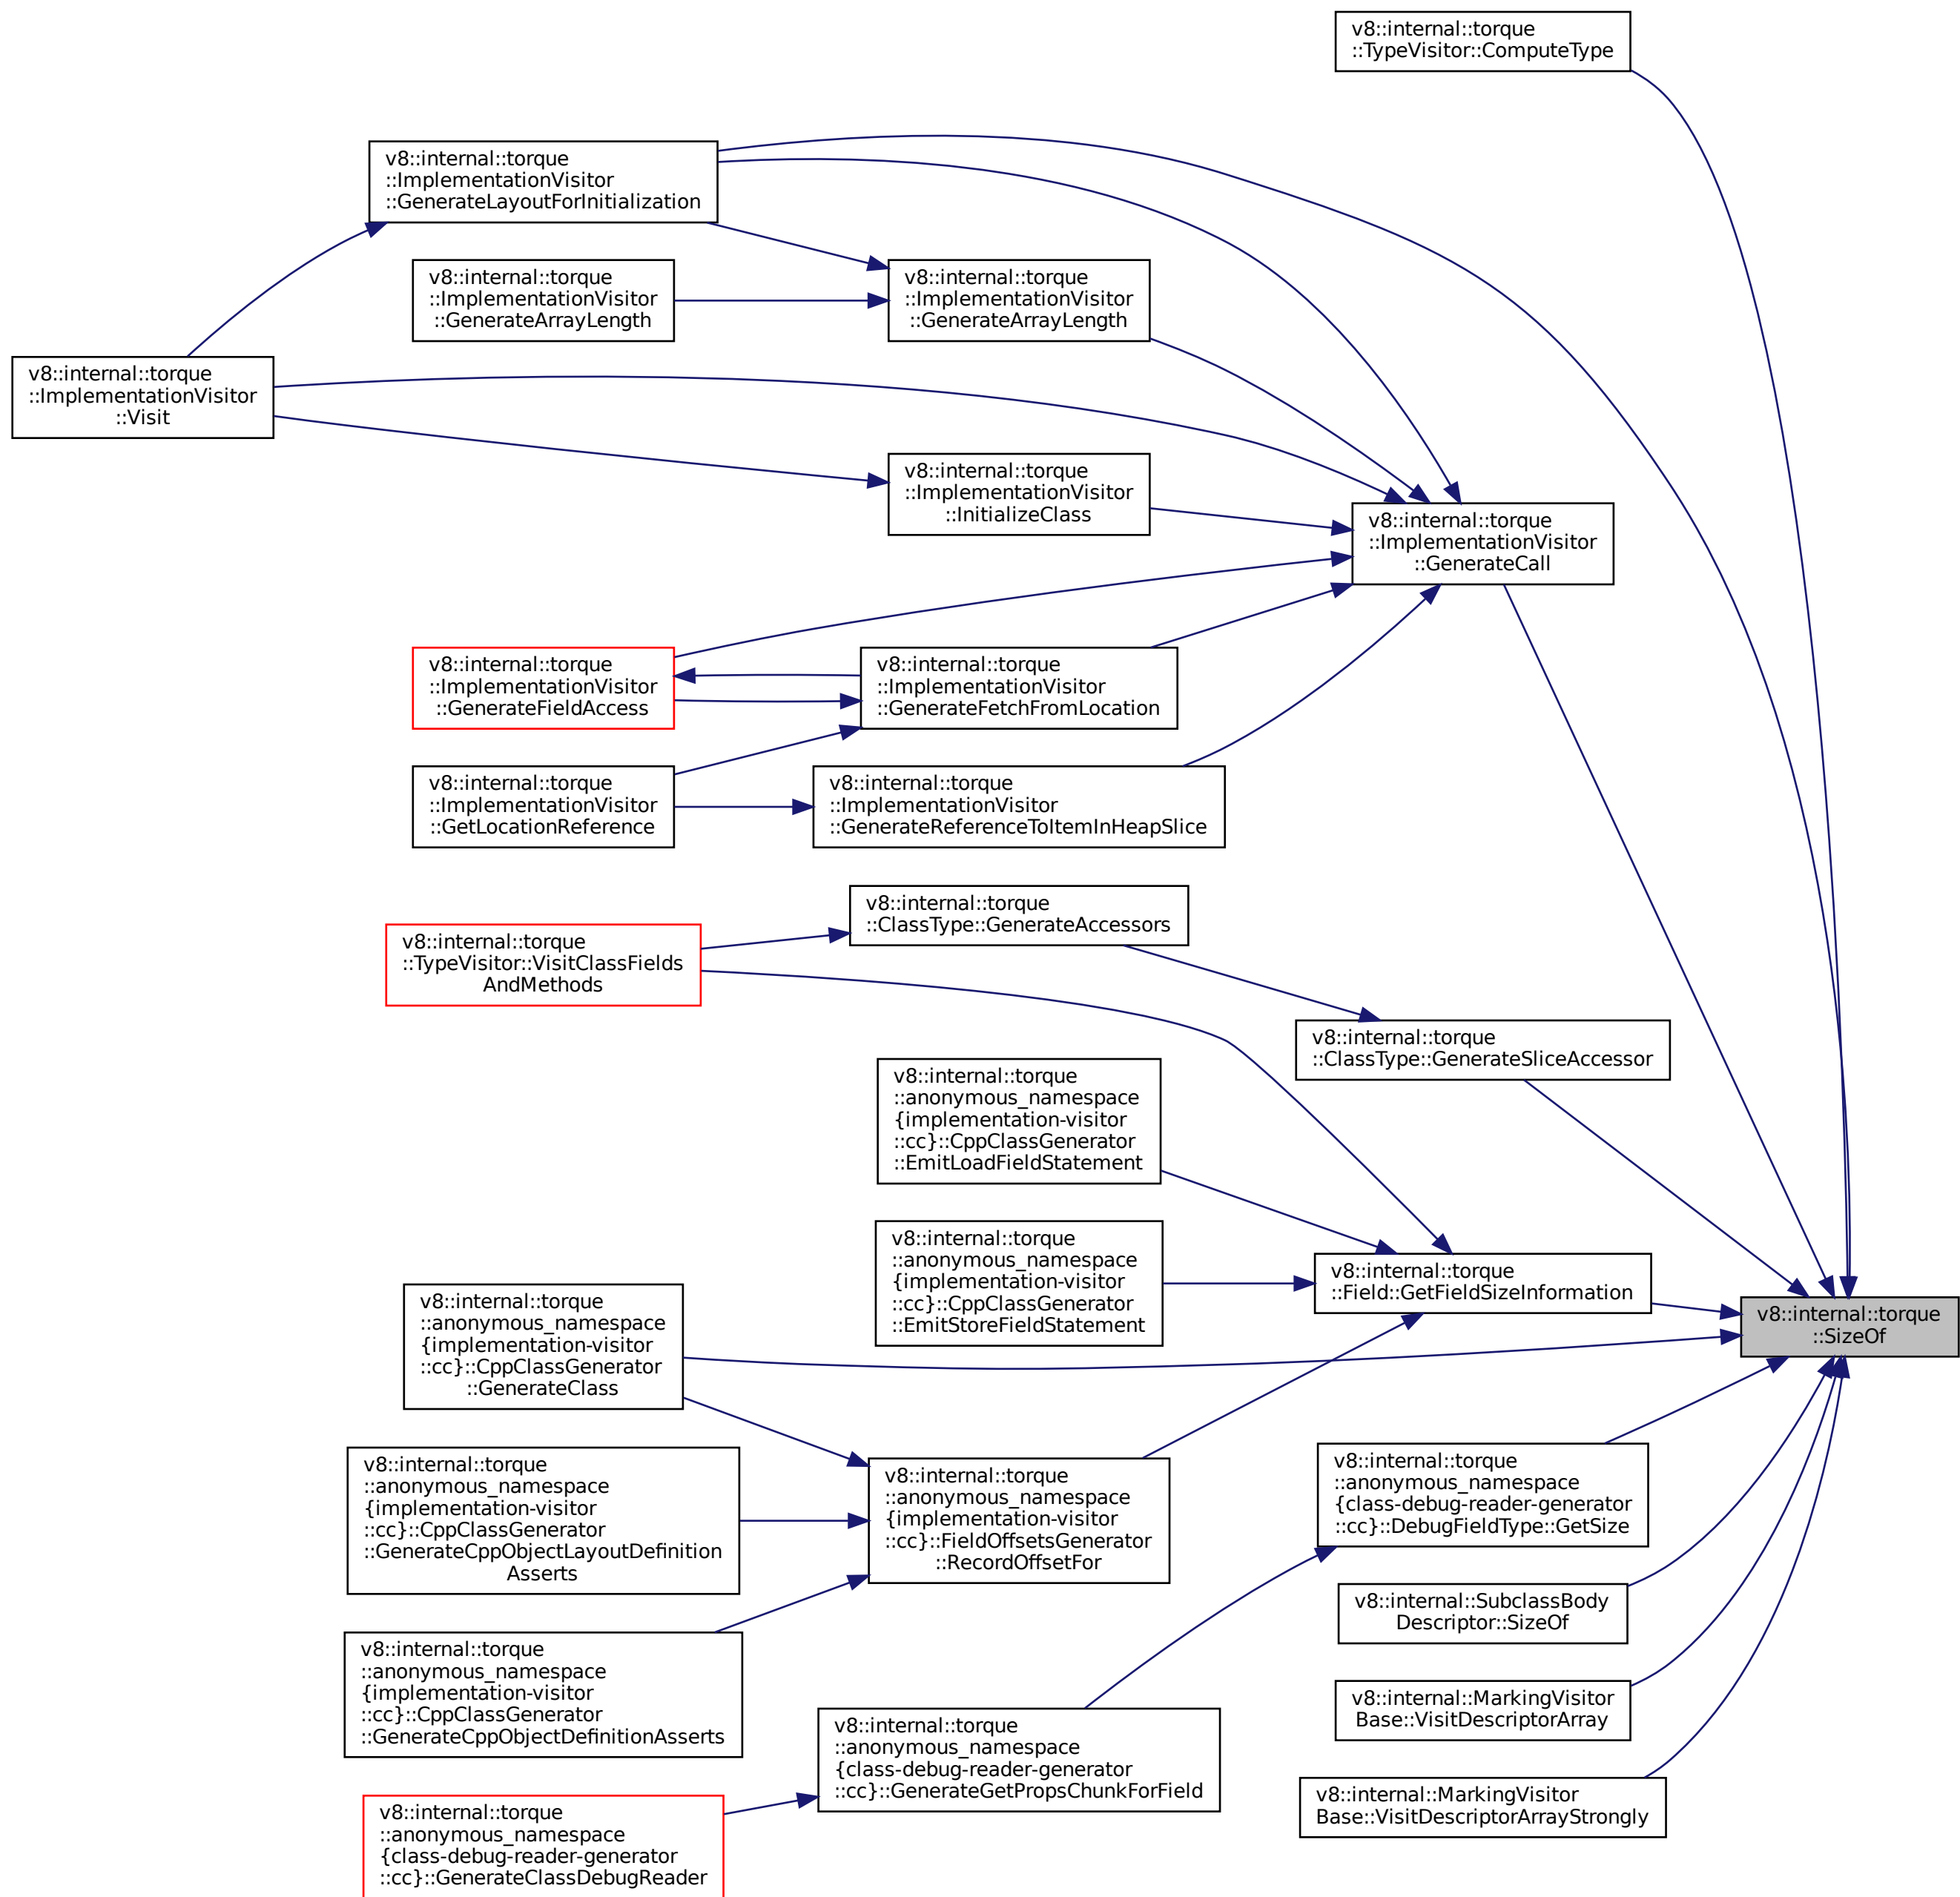 v8::internal::torque
::TypeVisitor::ComputeType
v8::internal::torque
::ImplementationVisitor
::GenerateLayoutForInitialization
v8::internal::torque
::ImplementationVisitor
::GenerateArrayLength
v8::internal::torque
::ImplementationVisitor
::GenerateArrayLength
v8::internal::torque
::ImplementationVisitor
::Visit
v8::internal::torque
::ImplementationVisitor
::InitializeClass
v8::internal::torque
::ImplementationVisitor
::GenerateCall
v8::internal::torque
::ImplementationVisitor
::GenerateFieldAccess
v8::internal::torque
::ImplementationVisitor
::GenerateFetchFromLocation
v8::internal::torque
::ImplementationVisitor
::GetLocationReference
v8::internal::torque
::ImplementationVisitor
::GenerateReferenceToItemInHeapSlice
v8::internal::torque
::ClassType::GenerateAccessors
v8::internal::torque
::TypeVisitor::VisitClassFields
AndMethods
v8::internal::torque
::ClassType::GenerateSliceAccessor
v8::internal::torque
::anonymous_namespace
{implementation-visitor
::cc}::CppClassGenerator
::EmitLoadFieldStatement
v8::internal::torque
::anonymous_namespace
{implementation-visitor
::cc}::CppClassGenerator
::EmitStoreFieldStatement
v8::internal::torque
::Field::GetFieldSizeInformation
v8::internal::torque
::SizeOf
v8::internal::torque
::anonymous_namespace
{implementation-visitor
::cc}::CppClassGenerator
::GenerateClass
v8::internal::torque
::anonymous_namespace
{implementation-visitor
::cc}::CppClassGenerator
::GenerateCppObjectLayoutDefinition
Asserts
v8::internal::torque
::anonymous_namespace
{implementation-visitor
::cc}::FieldOffsetsGenerator
::RecordOffsetFor
v8::internal::torque
::anonymous_namespace
{class-debug-reader-generator
::cc}::DebugFieldType::GetSize
v8::internal::SubclassBody
Descriptor::SizeOf
v8::internal::torque
::anonymous_namespace
{implementation-visitor
::cc}::CppClassGenerator
::GenerateCppObjectDefinitionAsserts
v8::internal::MarkingVisitor
Base::VisitDescriptorArray
v8::internal::torque
::anonymous_namespace
{class-debug-reader-generator
::cc}::GenerateGetPropsChunkForField
v8::internal::MarkingVisitor
Base::VisitDescriptorArrayStrongly
v8::internal::torque
::anonymous_namespace
{class-debug-reader-generator
::cc}::GenerateClassDebugReader